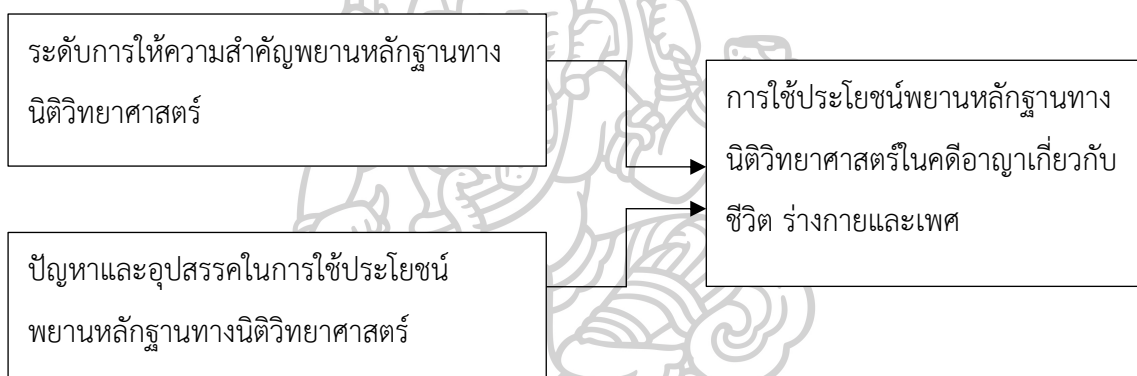 ระดับการให้ความสำคัญพยานหลักฐานทาง
นิติวิทยาศาสตร์
การใช้ประโยชน์พยานหลักฐานทาง
นิติวิทยาศาสตร์ในคดีอาญาเกี่ยวกับ
ชีวิต ร่างกายและเพศ
ปัญหาและอุปสรรคในการใช้ประโยชน์
พยานหลักฐานทางนิติวิทยาศาสตร์